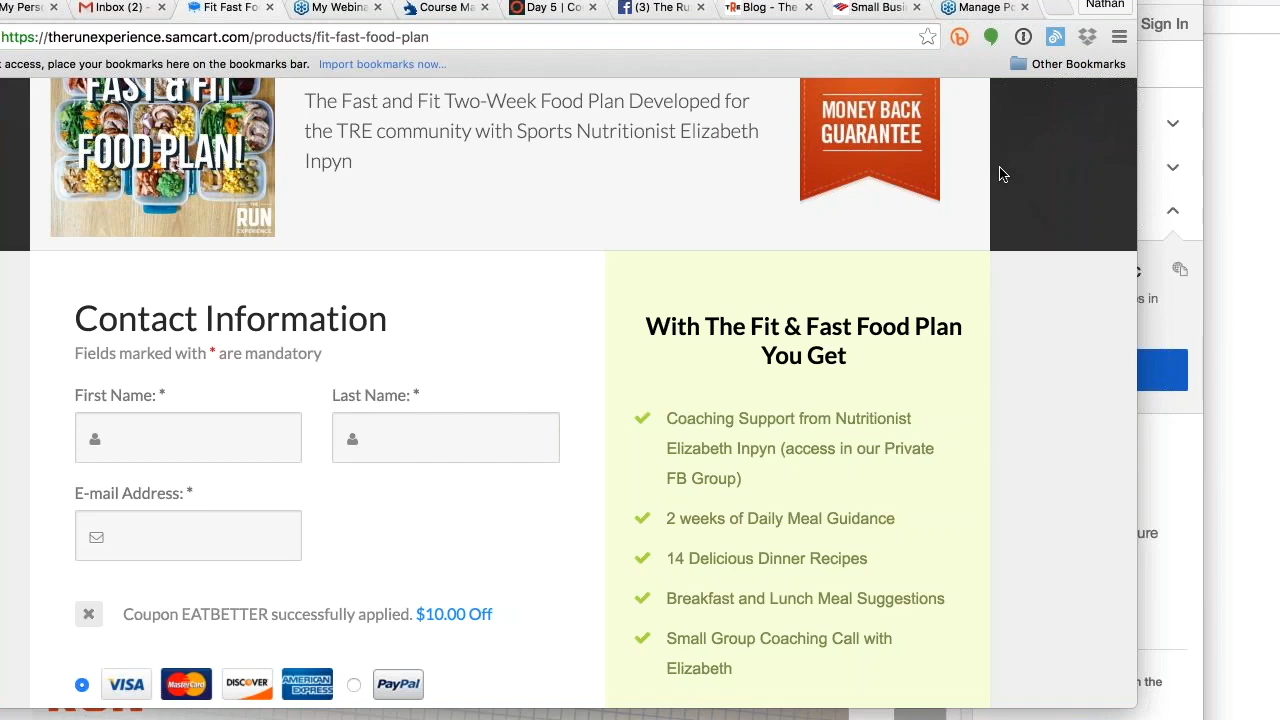 My Perso
Inbox (2) -
Fit Fast Fo
My Webina
Course Ma
Day 5 | Co
(3) The Ru
Blog - The
Small Busi
Manage Po
Nathan
Sign In
https://therunexperience.samcart.com/products/fit-fast-food-plan
access, place your bookmarks here on the bookmarks bar. Import bookmarks now...
Other Bookmarks
FAST & FIT
FOOD PLAN!
THE
RUN
EXPERIENCE
The Fast and Fit Two-Week Food Plan Developed for
the TRE community with Sports Nutritionist Elizabeth
Inpyn
MONEY BACK
GUARANTEE
Contact Information
Fields marked with * are mandatory
First Name: *
Last Name: *
E-mail Address: *
Coupon EATBETTER successfully applied. $10.00 Off
VISA
MasterCard
DISCOVER
AMERICAN
EXPRESS
PayPal
With The Fit & Fast Food Plan
You Get
Coaching Support from Nutritionist
Elizabeth Inpyn (access in our Private
FB Group)
2 weeks of Daily Meal Guidance
14 Delicious Dinner Recipes
Breakfast and Lunch Meal Suggestions
Small Group Coaching Call with
Elizabeth
s in
ure
n the
RUN